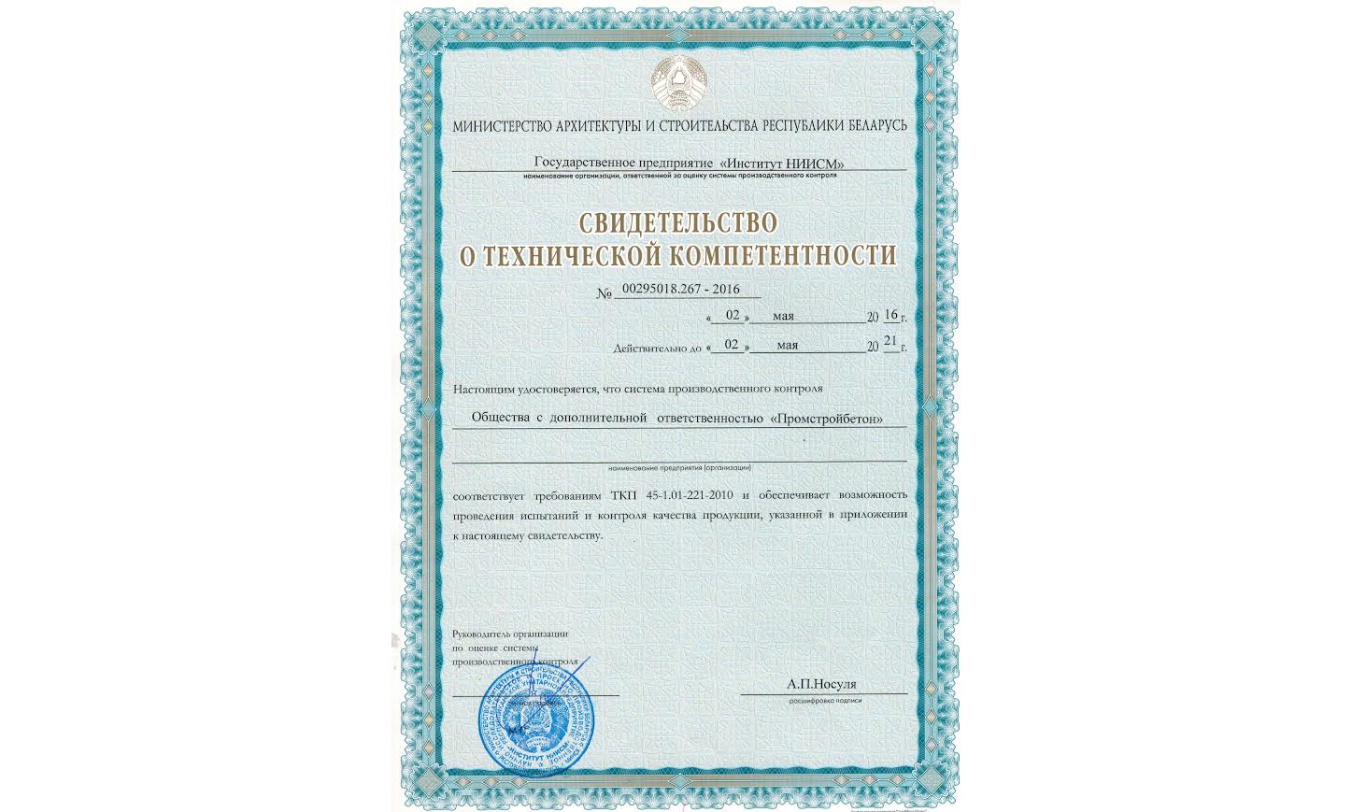 МИНИСТЕРСТВО АРХИТЕКТУРЫ И СТРОИТЕЛЬСТВА РЕСПУБЛИКИ БЕЛАРУСЬ
Государственное предприятие «Институт НИИСМ»
наименование организации, ответственной за оценку системы производственного контроля
СВИДЕТЕЛЬСТВО
О ТЕХНИЧЕСКОЙ КОМПЕТЕНТНОСТИ
№ 00295018.267 - 2016
« 02 » мая 20 16 г.
Действительно до « 02 » мая 20 21 г.
Настоящим удостоверяется, что система производственного контроля
Общества с дополнительной ответственностью «Промстройбетон»
наименование предприятия (организации)
соответствует требованиям ТКП 45-1.01-221-2010 и обеспечивает возможность
проведения испытаний и контроля качества продукции, указанной в приложении
к настоящему свидетельству.
Руководитель организации
по оценке системы
производственного контроля
А.П.Носуля
расшифровка подписи
«ИНСТИТУТ НИИСМ»